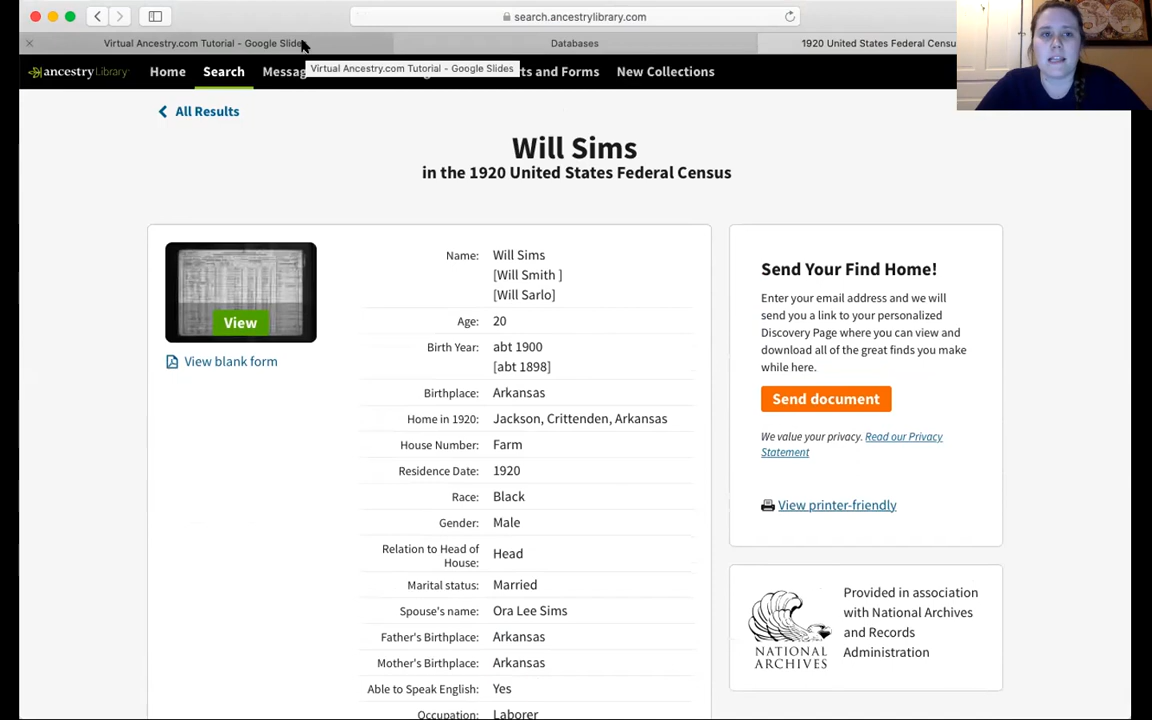 search.ancestrylibrary.com
Virtual Ancestry.com Tutorial - Google Slide
Databases
1920 United States Federal Censu
Virtual Ancestry.com Tutorial - Google Slides
ancestryLibrary
Home
Search
Messag
ts and Forms
New Collections
All Results
Will Sims
in the 1920 United States Federal Census
View
View blank form
Name: Will Sims
[Will Smith ]
[Will Sarlo]
Age: 20
Birth Year: abt 1900
[abt 1898]
Birthplace: Arkansas
Home in 1920: Jackson, Crittenden, Arkansas
House Number: Farm
Residence Date: 1920
Race: Black
Gender: Male
Relation to Head of
House: Head
Marital status: Married
Spouse's name: Ora Lee Sims
Father's Birthplace: Arkansas
Mother's Birthplace: Arkansas
Able to Speak English: Yes
Occupation: Laborer
Send Your Find Home!
Enter your email address and we will
send you a link to your personalized
Discovery Page where you can view and
download all of the great finds you make
while here.
Send document
We value your privacy. Read our Privacy
Statement
View printer-friendly
NATIONAL
ARCHIVES
Provided in association
with National Archives
and Records
Administration